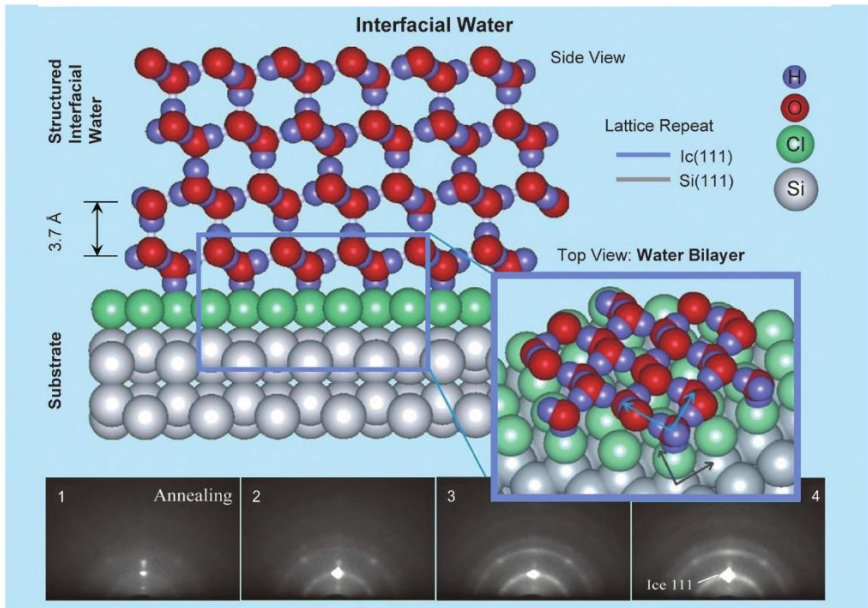 Interfacial Water
Structured
Interfacial
Water
Side View
H
O
Cl
Si
Lattice Repeat
Ic(111)
Si(111)
3.7 Å
Top View: Water Bilayer
Substrate
1
Annealing
2
3
4
Ice 111